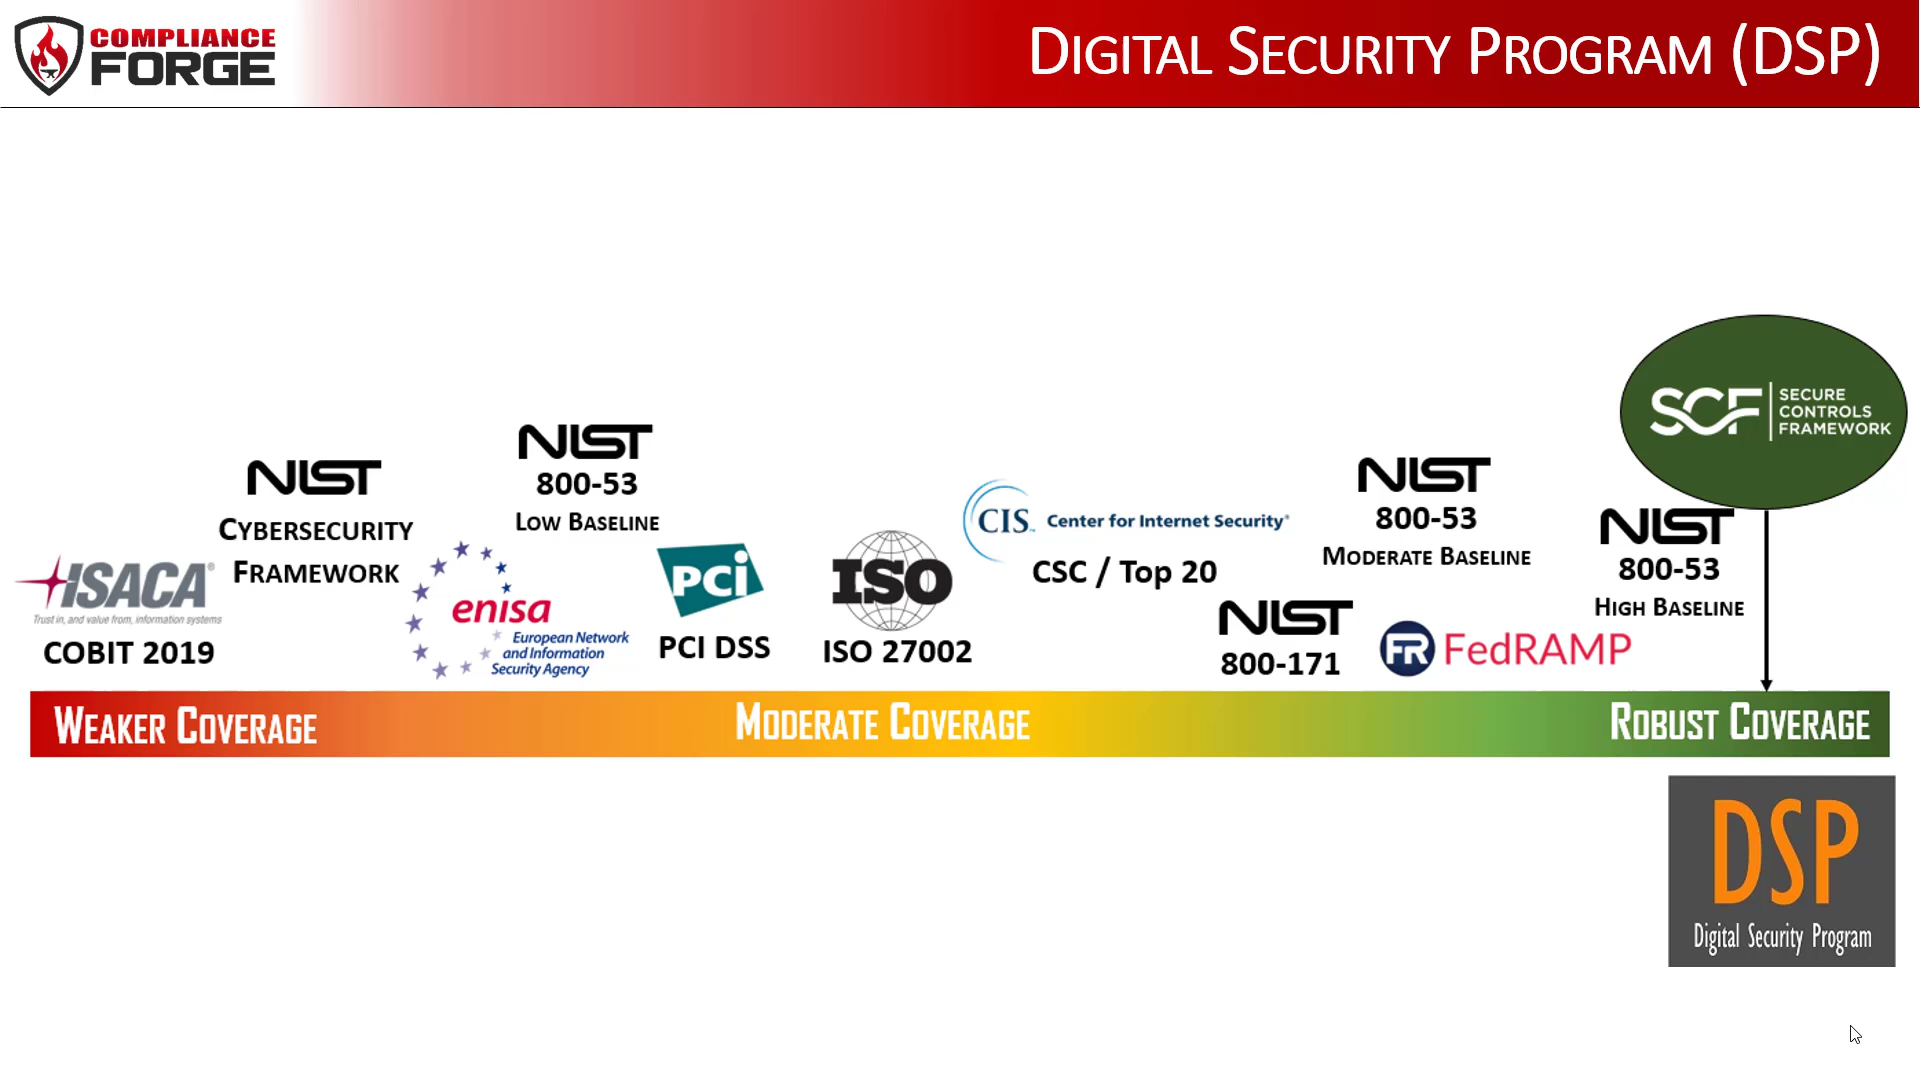 COMPLIANCE
FORGE
DIGITAL SECURITY PROGRAM (DSP)
ISACA®
Trust in, and value from, information systems
COBIT 2019
NIST
CYBERSECURITY
FRAMEWORK
enisa
European Network
and Information
Security Agency
NIST
800-53
LOW BASELINE
PCi
PCI DSS
ISO
ISO 27002
CIS™ Center for Internet Security®
CSC / Top 20
NIST
800-171
NIST
800-53
MODERATE BASELINE
FR FedRAMP
SCF SECURE
CONTROLS
FRAMEWORK
NIST
800-53
HIGH BASELINE
WEAKER COVERAGE
MODERATE COVERAGE
ROBUST COVERAGE
DSP
Digital Security Program